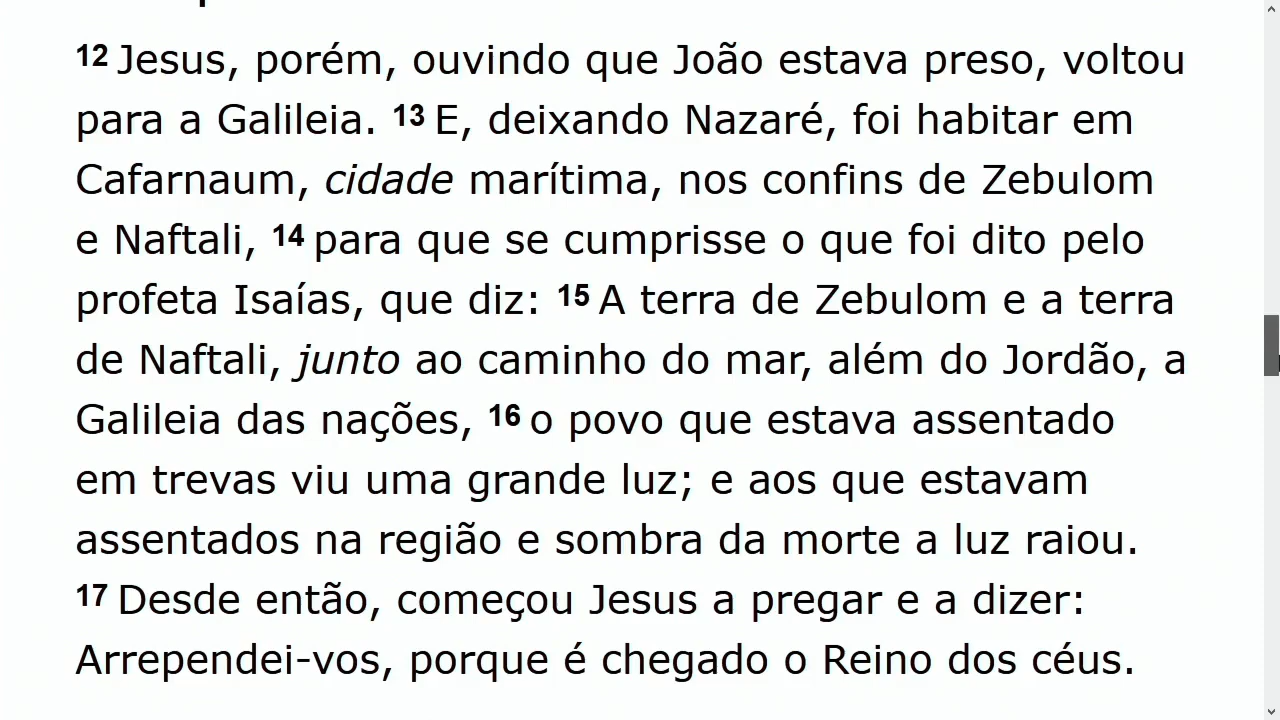 12 Jesus, porém, ouvindo que João estava preso, voltou
para a Galileia. 13 E, deixando Nazaré, foi habitar em
Cafarnaum, cidade marítima, nos confins de Zebulom
e Naftali, 14 para que se cumprisse o que foi dito pelo
profeta Isaías, que diz: 15 A terra de Zebulom e a terra
de Naftali, junto ao caminho do mar, além do Jordão, a
Galileia das nações, 16 o povo que estava assentado
em trevas viu uma grande luz; e aos que estavam
assentados na região e sombra da morte a luz raiou.
17 Desde então, começou Jesus a pregar e a dizer:
Arrependei-vos, porque é chegado o Reino dos céus.